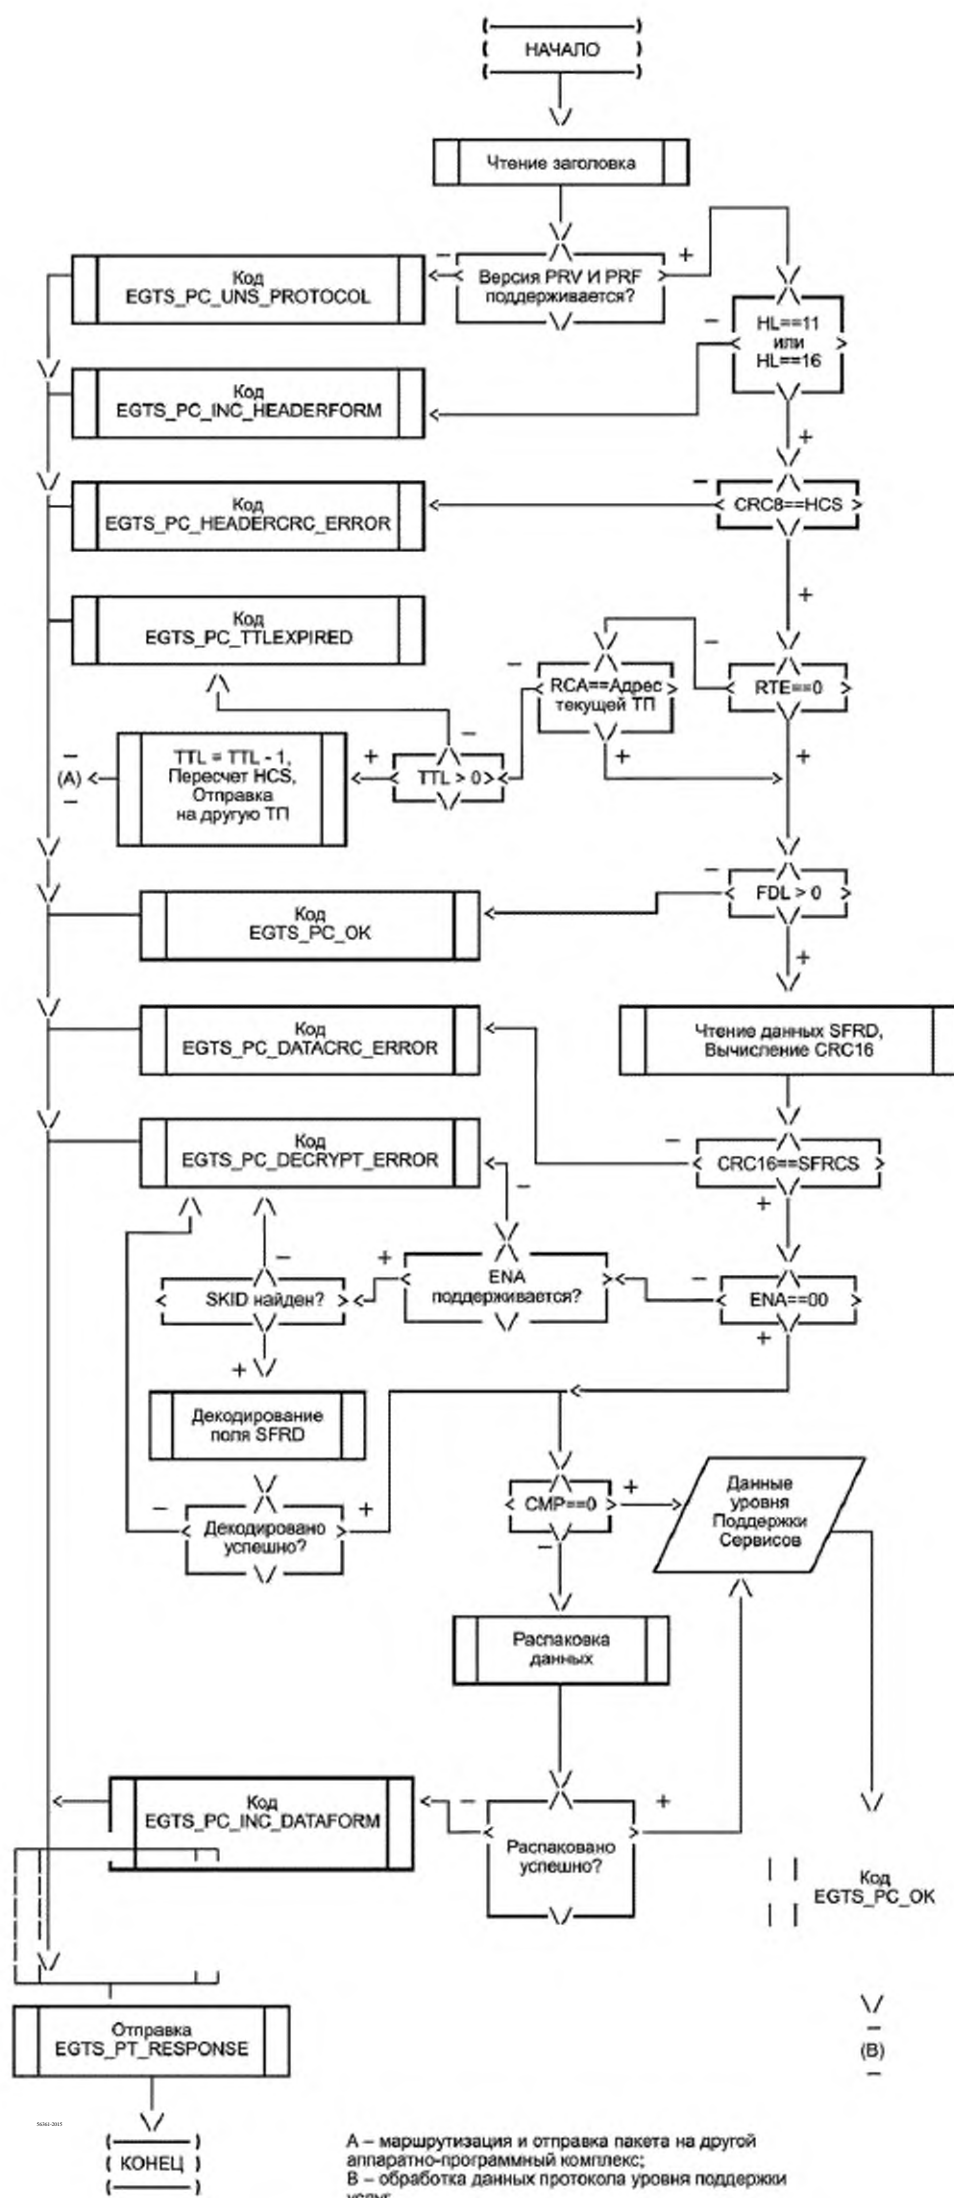 НАЧАЛО
Чтение заголовка
Версия PRV И PRF
поддерживается?
−
+
Код
EGTS_PC_UNS_PROTOCOL
HL==11
или
HL==16
−
+
Код
EGTS_PC_INC_HEADERFORM
CRC8==HCS
−
+
Код
EGTS_PC_HEADERCRC_ERROR
Код
EGTS_PC_TTLEXPIRED
RTE==0
−
+
RCA==Адрес
текущей ТП
−
+
TTL > 0
−
+
TTL = TTL - 1,
Пересчет HCS,
Отправка
на другую ТП
(A)
FDL > 0
−
+
Код
EGTS_PC_OK
Чтение данных SFRD,
Вычисление CRC16
Код
EGTS_PC_DATACRC_ERROR
CRC16==SFRCS
−
+
Код
EGTS_PC_DECRYPT_ERROR
ENA==00
−
+
ENA
поддерживается?
−
+
SKID найден?
−
+
Декодирование
поля SFRD
Декодировано
успешно?
−
+
CMP==0
+
−
Данные
уровня
Поддержки
Сервисов
Распаковка
данных
Распаковано
успешно?
−
+
Код
EGTS_PC_INC_DATAFORM
Код
EGTS_PC_OK
(B)
Отправка
EGTS_PT_RESPONSE
56361-2015
КОНЕЦ
А – маршрутизация и отправка пакета на другой
аппаратно-программный комплекс;
В – обработка данных протокола уровня поддержки